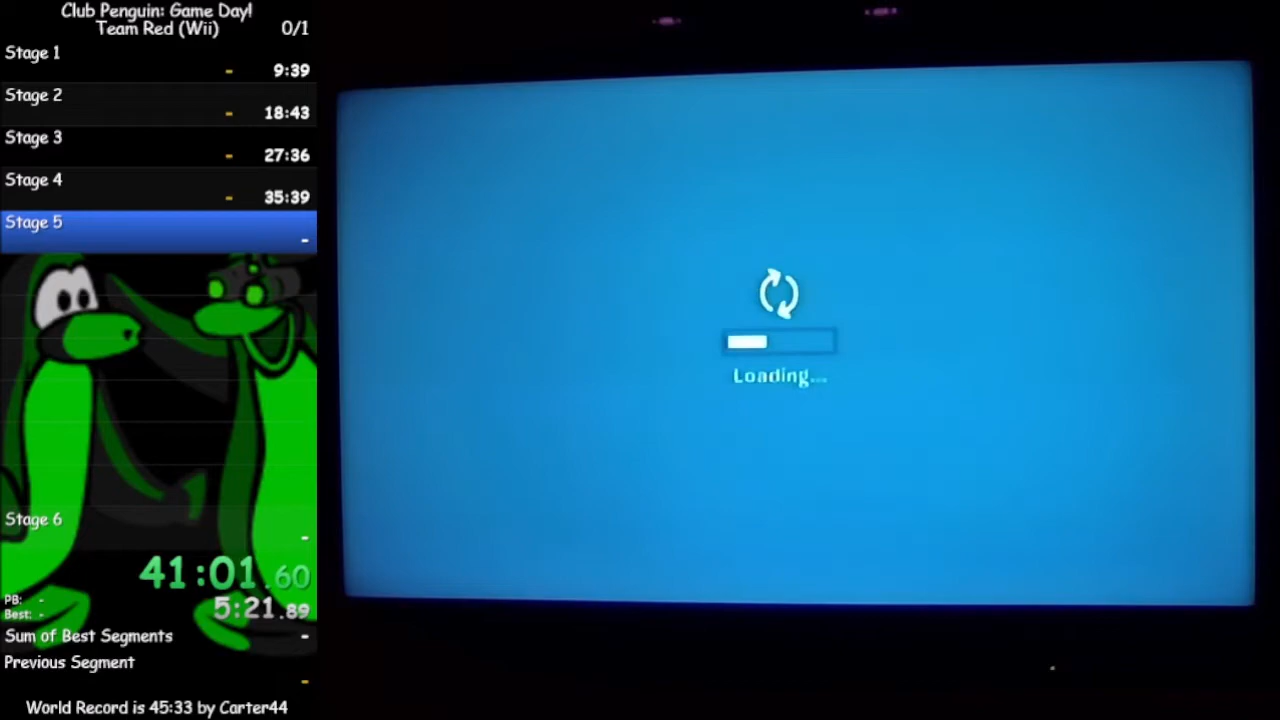 Club Penguin: Game Day!
Team Red (Wii) 0/1
Stage 1
- 9:39
Stage 2
- 18:43
Stage 3
- 27:36
Stage 4
- 35:39
Stage 5
-
Loading...
Stage 6
-
41:01.60
PB: -
Best: -
5:21.89
Sum of Best Segments -
Previous Segment
-
World Record is 45:33 by Carter44